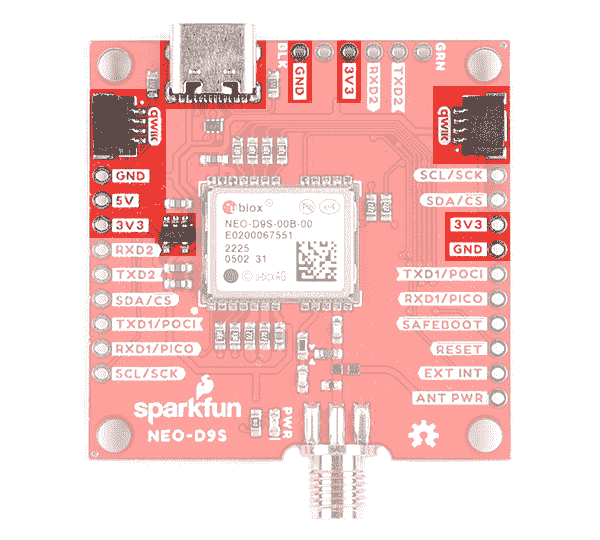 BLK
GND
3V3
RXD2
TXD2
GRN
QWIIC
QWIIC
GND
5V
3V3
RXD2
TXD2
SDA/CS
TXD1/POCI
RXD1/PICO
SCL/SCK
ublox
NEO-D9S-00B-00
E0200067551
2225
0502 31
© u-blox AG
SCL/SCK
SDA/CS
3V3
GND
TXD1/POCI
RXD1/PICO
SAFEBOOT
RESET
EXT INT
ANT PWR
sparkfun
NEO-D9S
PWR